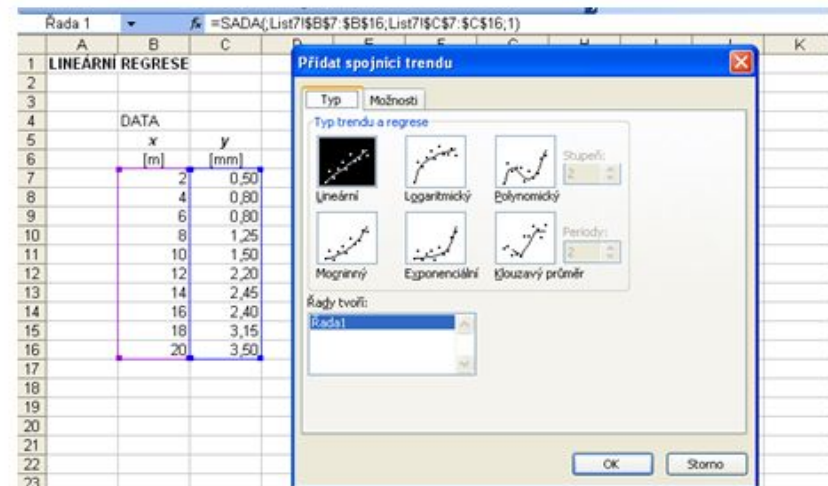 Řada 1 fx =SADA(;List7!$B$7:$B$16;List7!$C$7:$C$16;1)
A B C D E F G H I J K
1 LINEÁRNÍ REGRESE
2
3
4 DATA
5 x y
6 [m] [mm]
7 2 0,50
8 4 0,80
9 6 0,80
10 8 1,25
11 10 1,50
12 12 2,20
13 14 2,45
14 16 2,40
15 18 3,15
16 20 3,50
17
18
19
20
21
22
23
Přidat spojnici trendu
Typ Možnosti
Typ trendu a regrese
Lineární Logaritmický Polynomický
Stupeň:
2
Mocninný Exponenciální Klouzavý průměr
Periody:
2
Řady tvoří:
Řada1
OK Storno